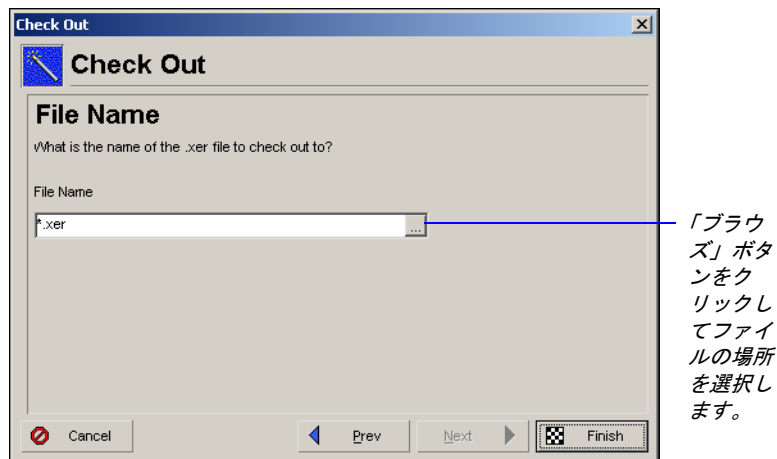 Check Out
Check Out
File Name
What is the name of the .xer file to check out to?
File Name
*.xer
...
「ブラウ
ズ」ボタ
ンをク
リックし
てファイ
ルの場所
を選択し
ます。
Cancel
Prev
Next
Finish